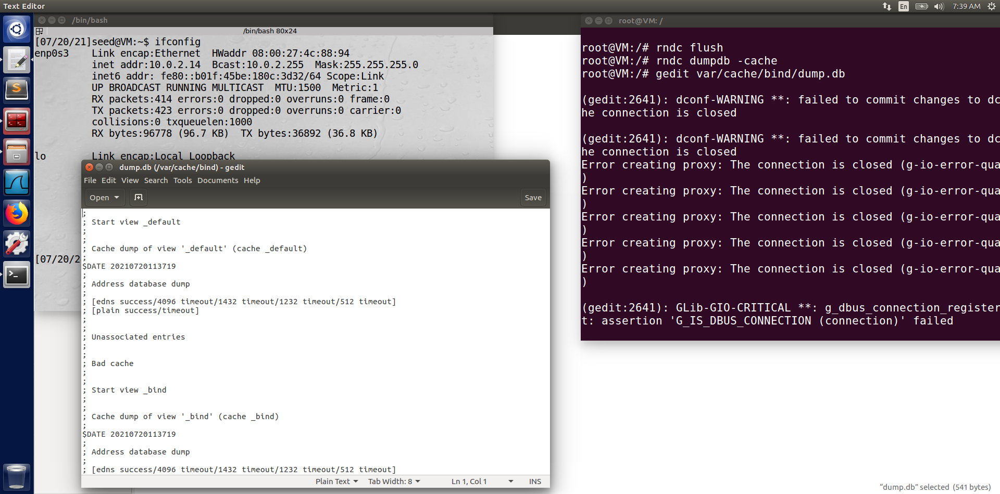 Text Editor
En
7:39 AM
/bin/bash
/bin/bash 80x24
[07/20/21]seed@VM:~$ ifconfig
enp0s3    Link encap:Ethernet  HWaddr 08:00:27:4c:88:94
inet addr:10.0.2.14  Bcast:10.0.2.255  Mask:255.255.255.0
inet6 addr: fe80::b01f:45be:180c:3d32/64 Scope:Link
UP BROADCAST RUNNING MULTICAST  MTU:1500  Metric:1
RX packets:414 errors:0 dropped:0 overruns:0 frame:0
TX packets:423 errors:0 dropped:0 overruns:0 carrier:0
collisions:0 txqueuelen:1000
RX bytes:96778 (96.7 KB)  TX bytes:36892 (36.8 KB)
lo        Link encap:Local Loopback
[07/20/2
dump.db (/var/cache/bind) - gedit
File Edit View Search Tools Documents Help
Open
Save
;
; Start view _default
;
;
; Cache dump of view '_default' (cache _default)
;
$DATE 20210720113719
;
; Address database dump
;
; [edns success/4096 timeout/1432 timeout/1232 timeout/512 timeout]
; [plain success/timeout]
;
;
; Unassociated entries
;
;
; Bad cache
;
;
; Start view _bind
;
;
; Cache dump of view '_bind' (cache _bind)
;
$DATE 20210720113719
;
; Address database dump
;
; [edns success/4096 timeout/1432 timeout/1232 timeout/512 timeout]
Plain Text
Tab Width: 8
Ln 1, Col 1
INS
root@VM: /
root@VM:/# rndc flush
root@VM:/# rndc dumpdb -cache
root@VM:/# gedit var/cache/bind/dump.db
(gedit:2641): dconf-WARNING **: failed to commit changes to dc
he connection is closed
(gedit:2641): dconf-WARNING **: failed to commit changes to dc
he connection is closed
Error creating proxy: The connection is closed (g-io-error-qua
)
Error creating proxy: The connection is closed (g-io-error-qua
)
Error creating proxy: The connection is closed (g-io-error-qua
)
Error creating proxy: The connection is closed (g-io-error-qua
)
Error creating proxy: The connection is closed (g-io-error-qua
)
(gedit:2641): GLib-GIO-CRITICAL **: g_dbus_connection_register
t: assertion 'G_IS_DBUS_CONNECTION (connection)' failed
“dump.db” selected (541 bytes)